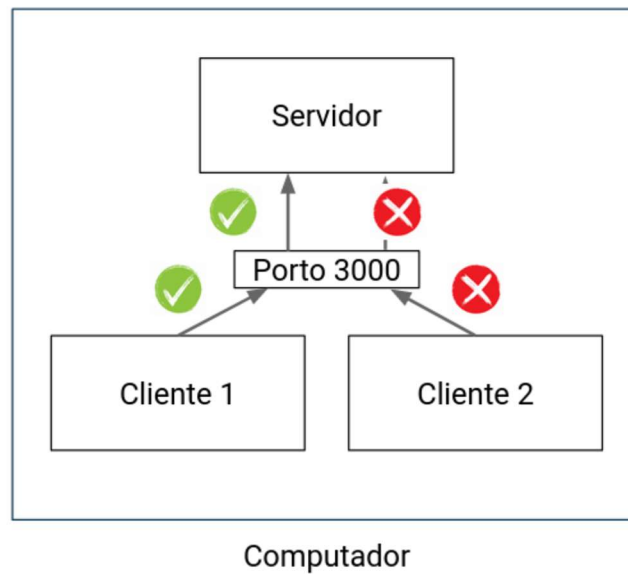 Servidor
Porto 3000
Cliente 1
Cliente 2
Computador